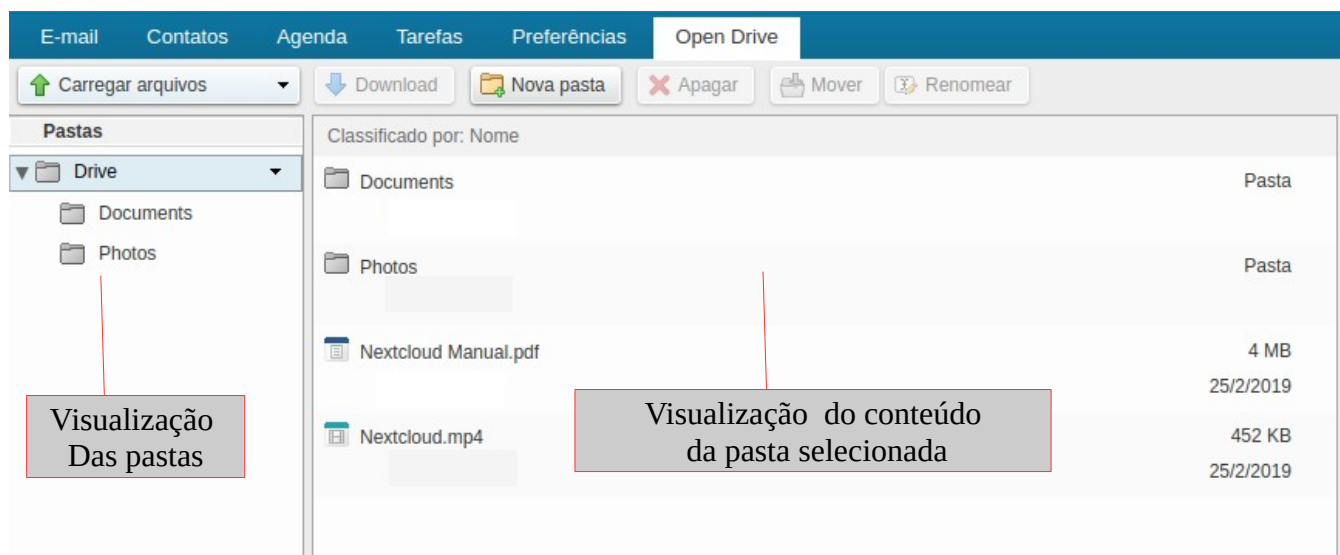 E-mail Contatos Agenda Tarefas Preferências Open Drive
Carregar arquivos Download Nova pasta Apagar Mover Renomear
Pastas
Classificado por: Nome
Drive
Documents
Photos
Documents Pasta
Photos Pasta
Nextcloud Manual.pdf 4 MB
25/2/2019
Nextcloud.mp4 452 KB
25/2/2019
Visualização
Das pastas
Visualização do conteúdo
da pasta selecionada